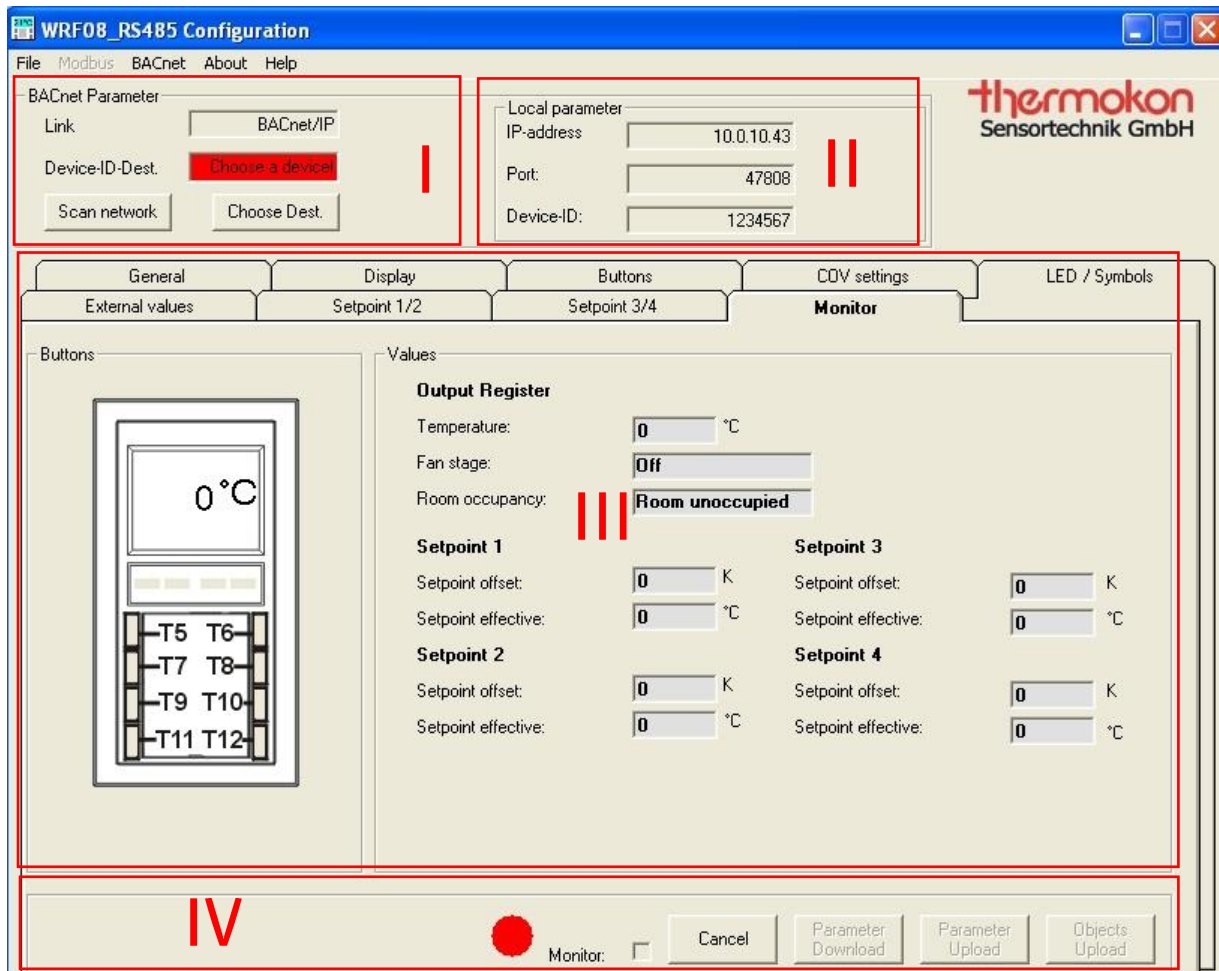 WRF08_RS485 Configuration
File Modbus BACnet About Help
BACnet Parameter
Link BACnet/IP
Device-ID-Dest. Choose a device!
Scan network Choose Dest.
I
Local parameter
IP-address 10.0.10.43
Port: 47808
Device-ID: 1234567
II
thermokon
Sensortechnik GmbH
General Display Buttons COV settings LED / Symbols
External values Setpoint 1/2 Setpoint 3/4 Monitor
Buttons
0°C
T5 T6
T7 T8
T9 T10
T11 T12
Values
Output Register
Temperature: 0 °C
Fan stage: Off
Room occupancy: Room unoccupied
III
Setpoint 1
Setpoint offset: 0 K
Setpoint effective: 0 °C
Setpoint 2
Setpoint offset: 0 K
Setpoint effective: 0 °C
Setpoint 3
Setpoint offset: 0 K
Setpoint effective: 0 °C
Setpoint 4
Setpoint offset: 0 K
Setpoint effective: 0 °C
IV
Monitor:
Cancel
Parameter
Download
Parameter
Upload
Objects
Upload